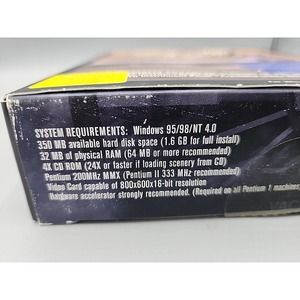 SYSTEM REQUIREMENTS: Windows 95/98/NT 4.0
350 MB available hard disk space (1.6 GB for full install)
32 MB of physical RAM (64 MB or more recommended)
4X CD ROM (24X or faster if loading scenery from CD)
Pentium 200MHz MMX (Pentium II 333 MHz recommended)
Video Card capable of 800x600x16-bit resolution
Hardware accelerator strongly recommended. (Required on all Pentium 1 machines